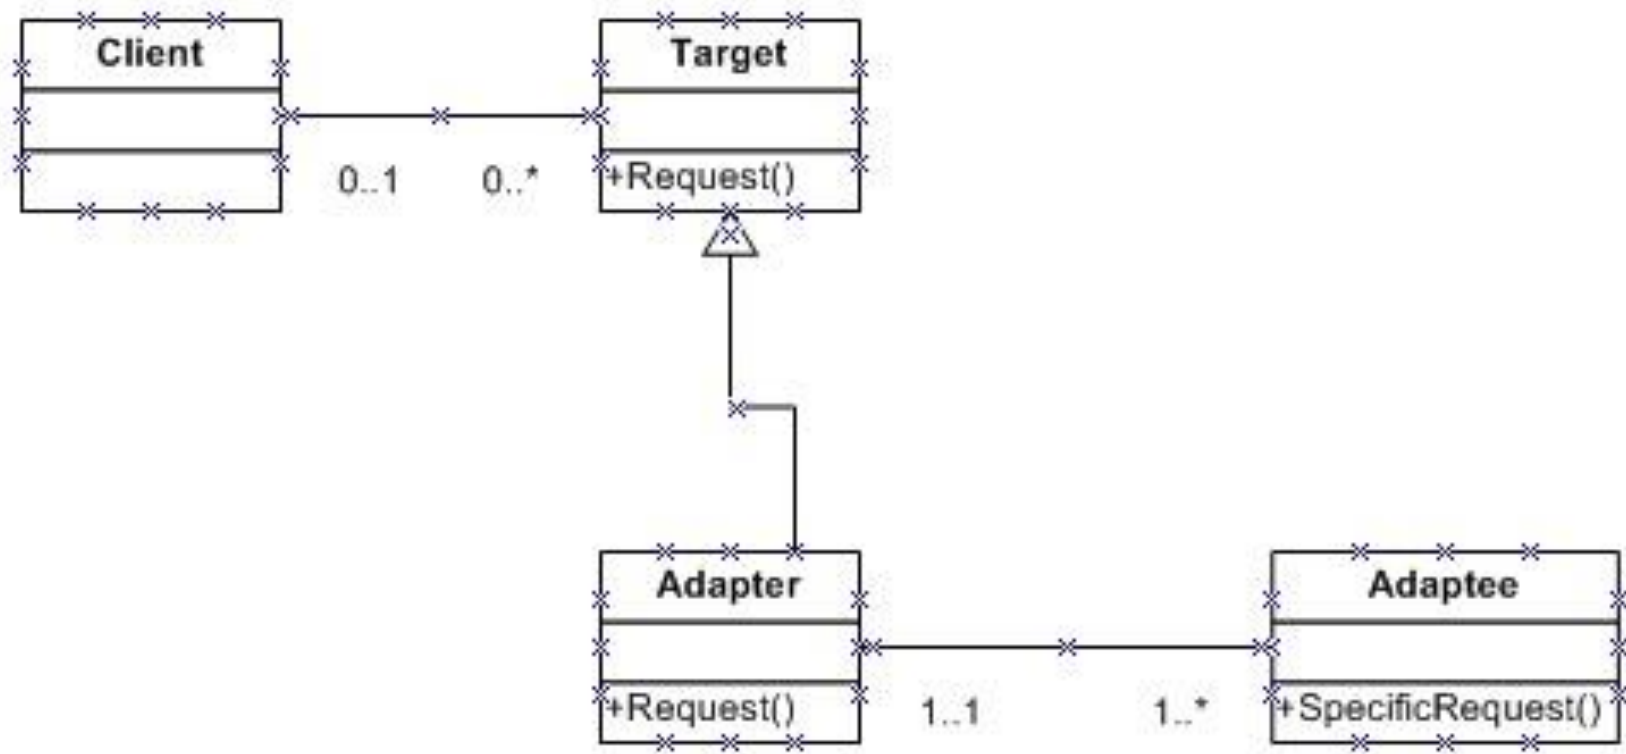 Client
Target
0..1
0..*
+Request()
Adapter
Adaptee
+Request()
1..1
1..*
+SpecificRequest()